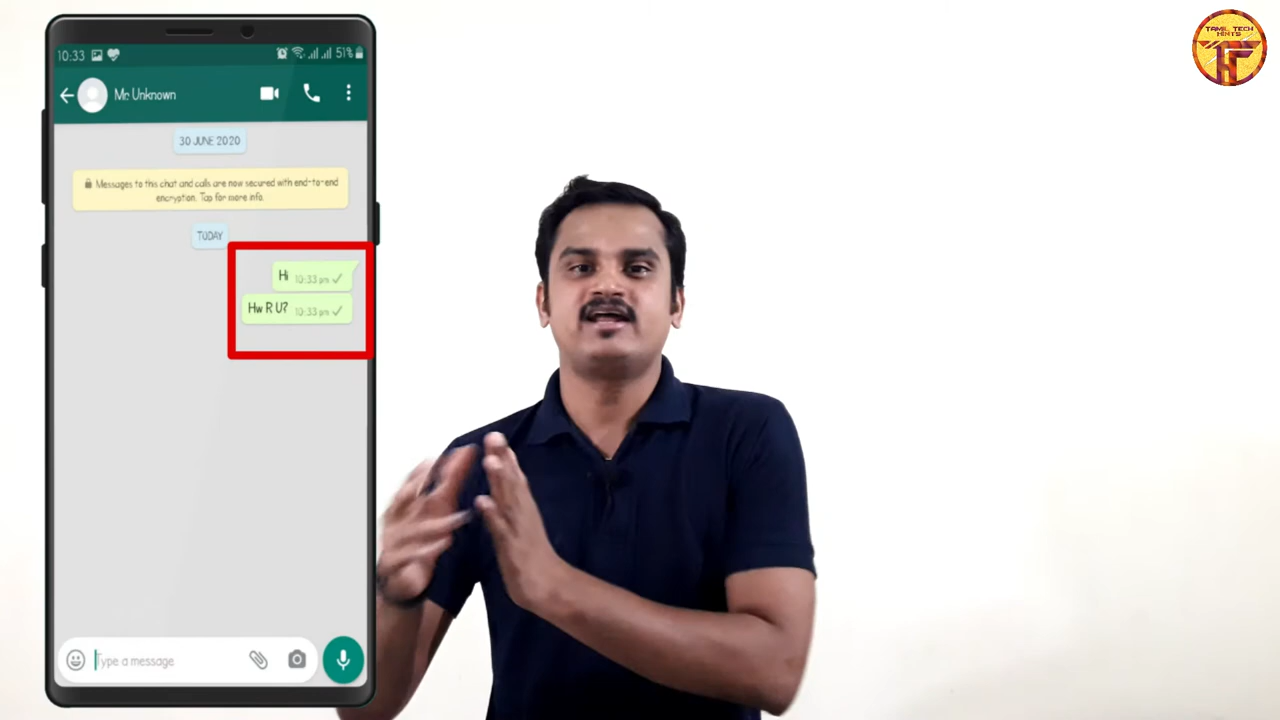 TAMIL TECH
HINTS
10:33
51%
Mr. Unknown
30 JUNE 2020
Messages to this chat and calls are now secured with end-to-end
encryption. Tap for more info.
TODAY
Hi 10:33 pm
Hw R U? 10:33 pm
Type a message